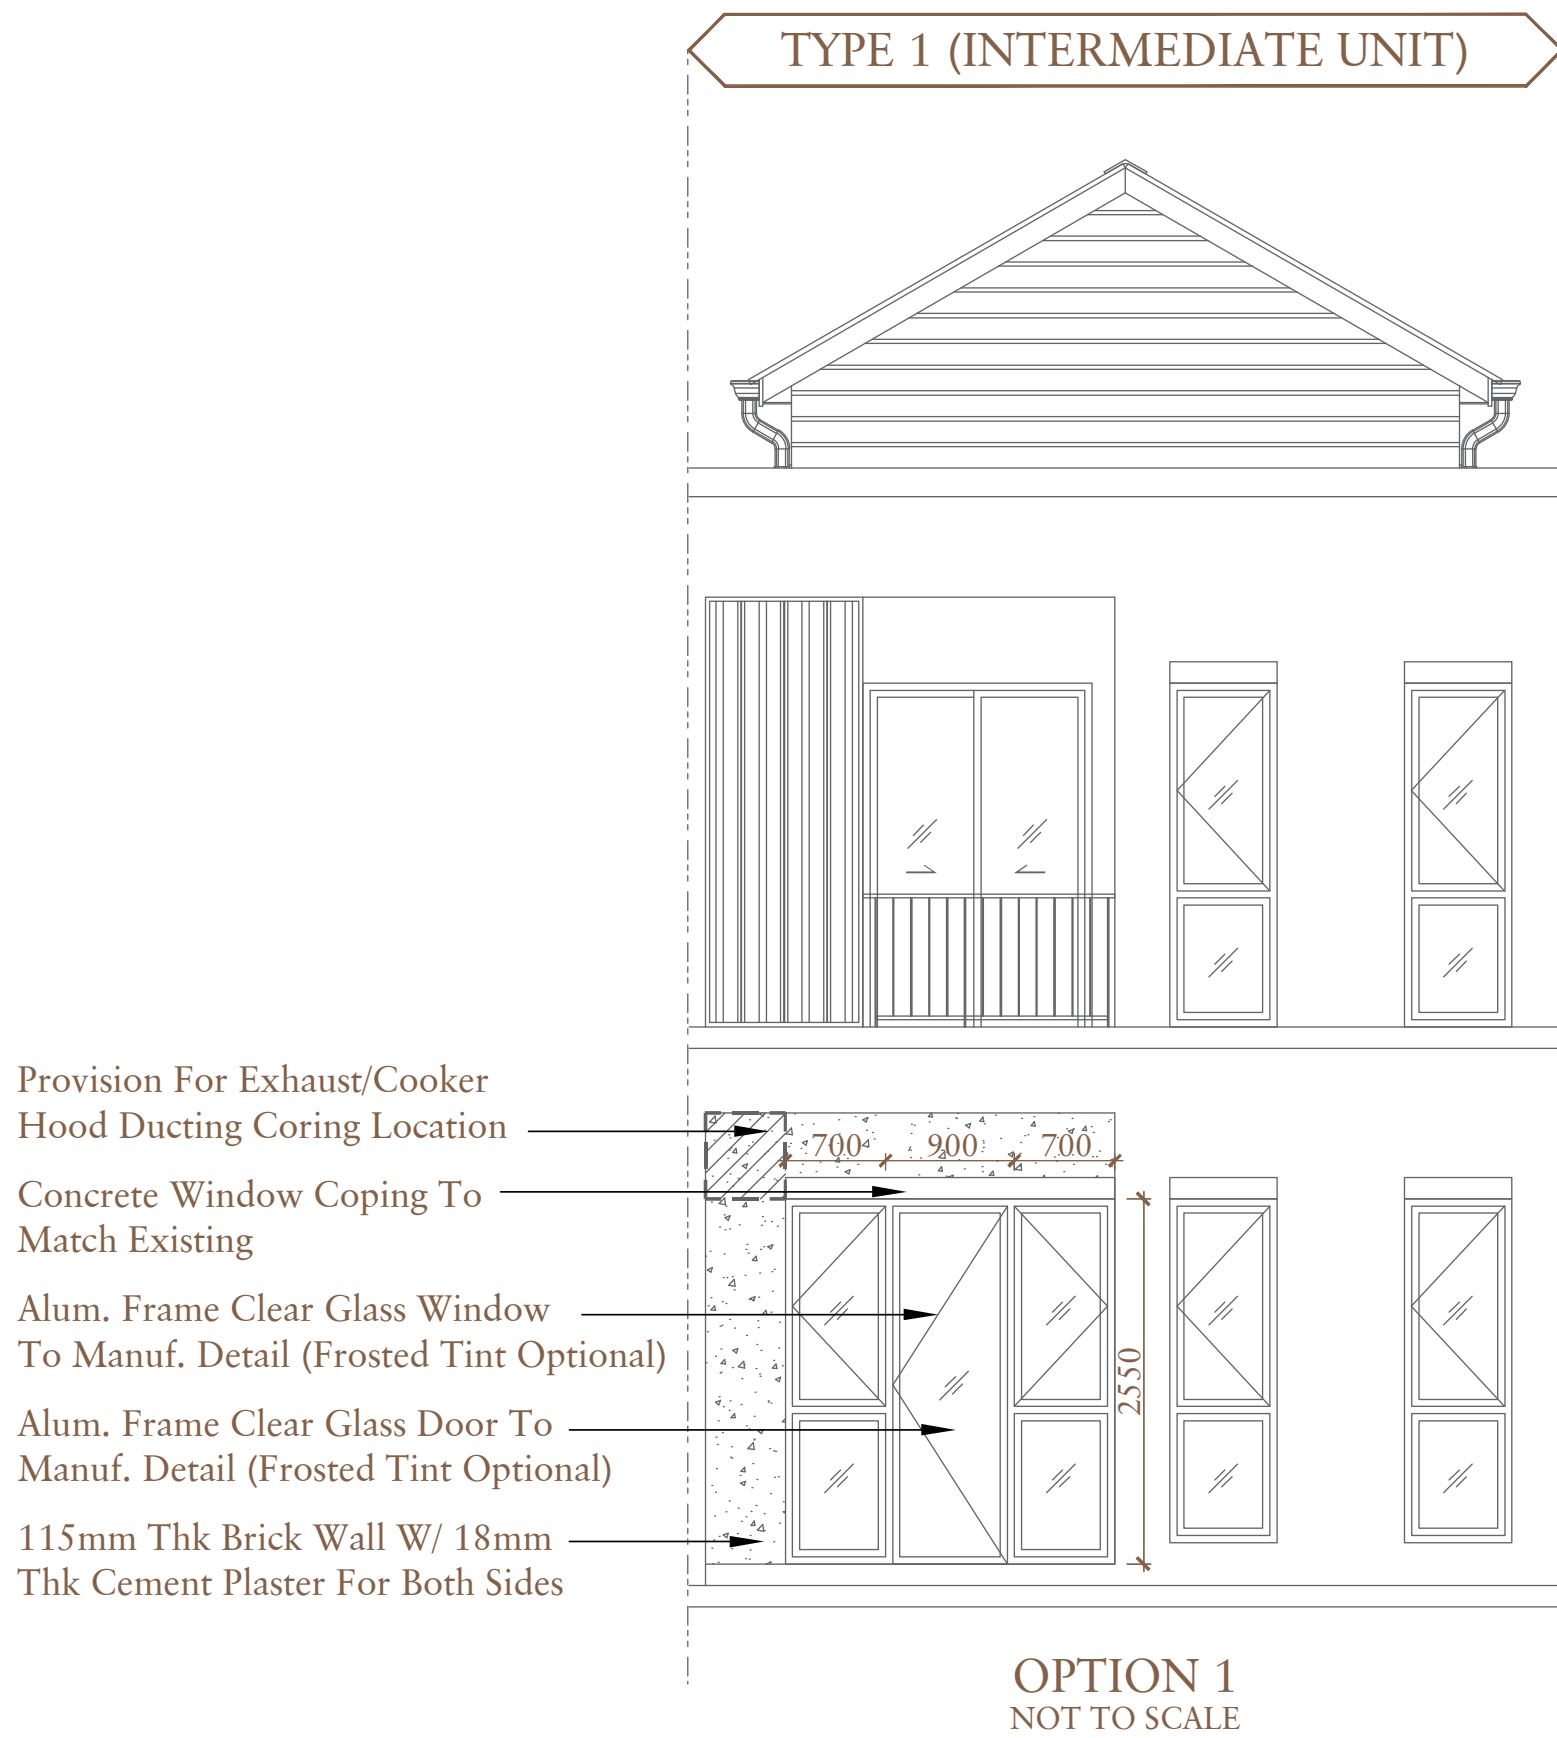 TYPE 1 (INTERMEDIATE UNIT)
Provision For Exhaust/Cooker
Hood Ducting Coring Location
700 900 700
Concrete Window Coping To
Match Existing
Alum. Frame Clear Glass Window
To Manuf. Detail (Frosted Tint Optional)
2550
Alum. Frame Clear Glass Door To
Manuf. Detail (Frosted Tint Optional)
115mm Thk Brick Wall W/ 18mm
Thk Cement Plaster For Both Sides
OPTION 1
NOT TO SCALE